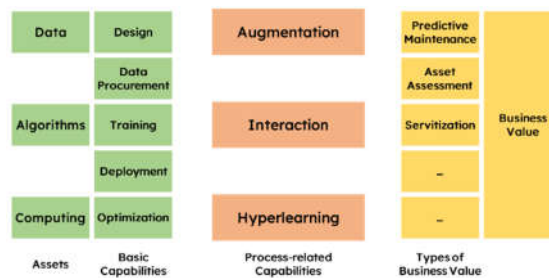 Data
Design
Augmentation
Predictive
Maintenance
Data
Procurement
Asset
Assessment
Algorithms
Training
Interaction
Servitization
Business
Value
Deployment
...
Computing
Optimization
Hyperlearning
...
Assets
Basic
Capabilities
Process-related
Capabilities
Types of
Business Value